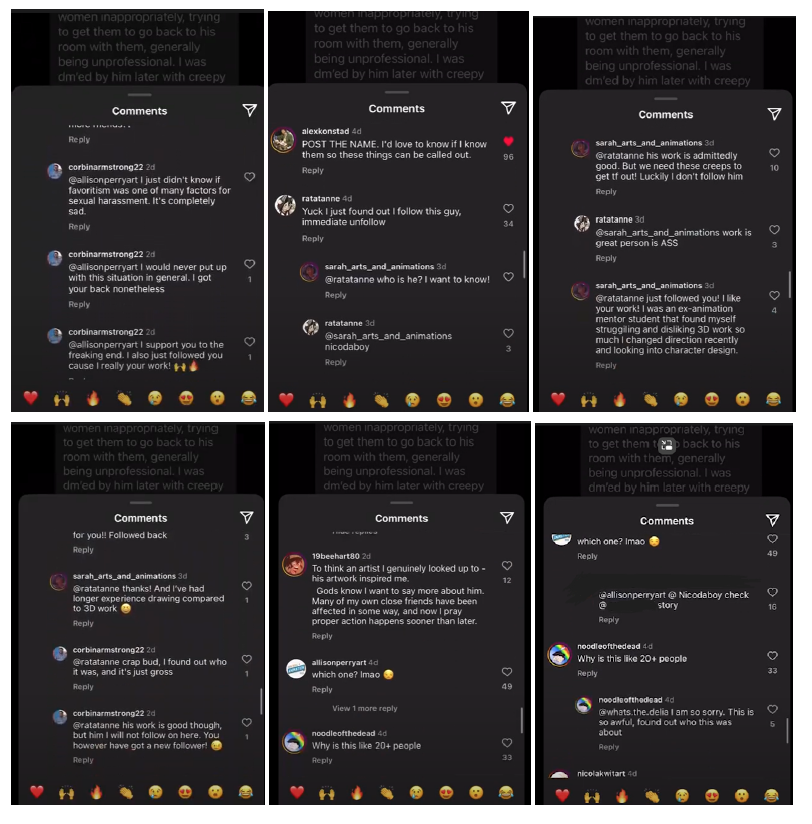 women inappropriately, trying
to get them to go back to his
room with them, generally
being unprofessional. I was
dm'ed by him later with creepy
Comments
Reply
corbinarmstrong22 2d
@allisonperryart I just didn't know if
favoritism was one of many factors for
sexual harassment. It's completely
sad.
Reply
corbinarmstrong22 2d
@allisonperryart I would never put up
with this situation in general. I got
your back nonetheless
1
Reply
corbinarmstrong22 2d
@allisonperryart I support you to the
freaking end. I also just followed you
cause I really your work! 🙌🔥
1
women inappropriately, trying
to get them to go back to his
room with them, generally
being unprofessional. I was
dm'ed by him later with creepy
Comments
alexkonstad 4d
POST THE NAME. I'd love to know if I know
them so these things can be called out.
96
Reply
ratatanne 4d
Yuck I just found out I follow this guy,
immediate unfollow
34
Reply
sarah_arts_and_animations 3d
@ratatanne who is he? I want to know!
Reply
ratatanne 3d
@sarah_arts_and_animations
nicodaboy
3
Reply
women inappropriately, trying
to get them to go back to his
room with them, generally
being unprofessional. I was
dm'ed by him later with creepy
Comments
sarah_arts_and_animations 3d
@ratatanne his work is admittedly
good. But we need these creeps to
get tf out! Luckily I don't follow him
10
Reply
ratatanne 3d
@sarah_arts_and_animations work is
great person is ASS
3
Reply
sarah_arts_and_animations 3d
@ratatanne just followed you! I like
your work! I was an ex-animation
mentor student that found myself
struggling and disliking 3D work so
much I changed direction recently
and looking into character design.
4
Reply
women inappropriately, trying
to get them to go back to his
room with them, generally
being unprofessional. I was
dm'ed by him later with creepy
Comments
for you!! Followed back
3
Reply
sarah_arts_and_animations 3d
@ratatanne thanks! And I've had
longer experience drawing compared
to 3D work 😄
1
Reply
corbinarmstrong22 2d
@ratatanne crap bud, I found out who
it was, and it's just gross
1
Reply
corbinarmstrong22 2d
@ratatanne his work is good though,
but him I will not follow on here. You
however have got a new follower! 😆
1
Reply
women inappropriately, trying
to get them to go back to his
room with them, generally
being unprofessional. I was
dm'ed by him later with creepy
Comments
19beehart80 2d
To think an artist I genuinely looked up to -
his artwork inspired me.
Gods know I want to say more about him.
Many of my own close friends have been
affected in some way, and now I pray
proper action happens sooner than later.
12
Reply
allisonperryart 4d
which one? lmao 😏
49
Reply
View 1 more reply
noodleofthedead 4d
Why is this like 20+ people
33
Reply
women inappropriately, trying
to get them to go back to his
room with them, generally
being unprofessional. I was
dm'ed by him later with creepy
Comments
which one? lmao 😏
49
Reply
@allisonperryart @ Nicodaboy check
@ story
16
Reply
noodleofthedead 4d
Why is this like 20+ people
33
Reply
noodleofthedead 4d
@whats.the.delia I am so sorry. This is
so awful, found out who this was
about
5
Reply
nicolakwitart 4d